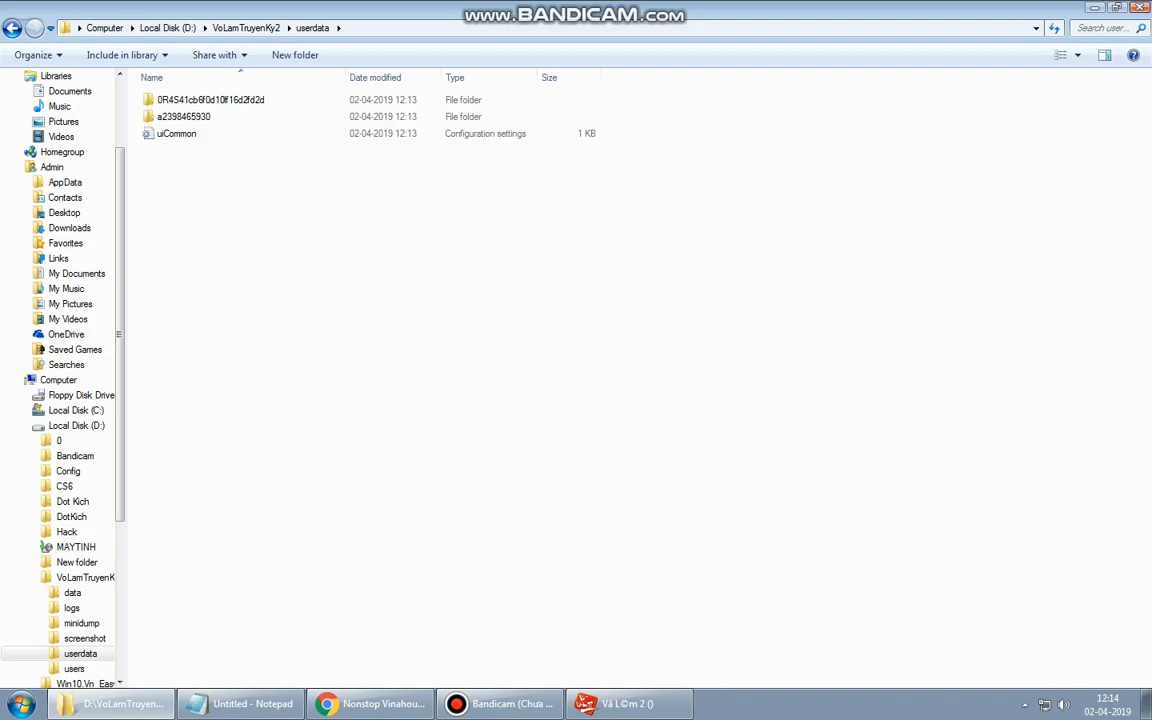 www.BANDICAM.com
Computer Local Disk (D:) VoLamTruyenKy2 userdata
Search user...
Organize Include in library Share with New folder
Name Date modified Type Size
0R4S41cb6f0d10ff16d2fd2d 02-04-2019 12:13 File folder
a2398465930 02-04-2019 12:13 File folder
uiCommon 02-04-2019 12:13 Configuration settings 1 KB
Libraries
Documents
Music
Pictures
Videos
Homegroup
Admin
AppData
Contacts
Desktop
Downloads
Favorites
Links
My Documents
My Music
My Pictures
My Videos
OneDrive
Saved Games
Searches
Computer
Floppy Disk Drive
Local Disk (C:)
Local Disk (D:)
0
Bandicam
Config
CS6
Dot Kich
DotKich
Hack
MAYTINH
New folder
VoLamTruyenK
data
logs
minidump
screenshot
userdata
users
Win10.Vn_Eas
D:\VoLamTruyen... Untitled - Notepad Nonstop Vinahou... Bandicam (Chưa ... Vâ L©m 2 ()
12:14
02-04-2019